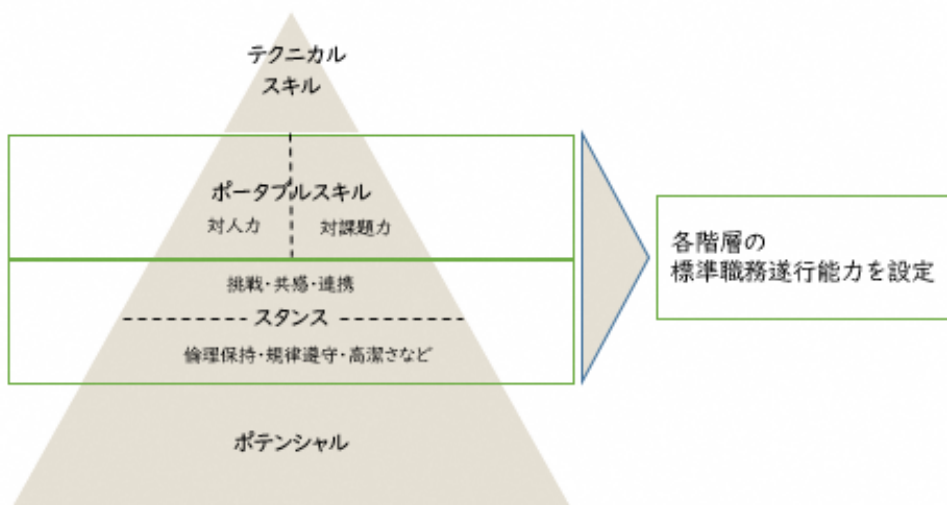 テクニカル
スキル
ポータブルスキル
対人力 対課題力
挑戦・共感・連携
スタンス
倫理保持・規律遵守・高潔さなど
ポテンシャル
各階層の
標準職務遂行能力を設定